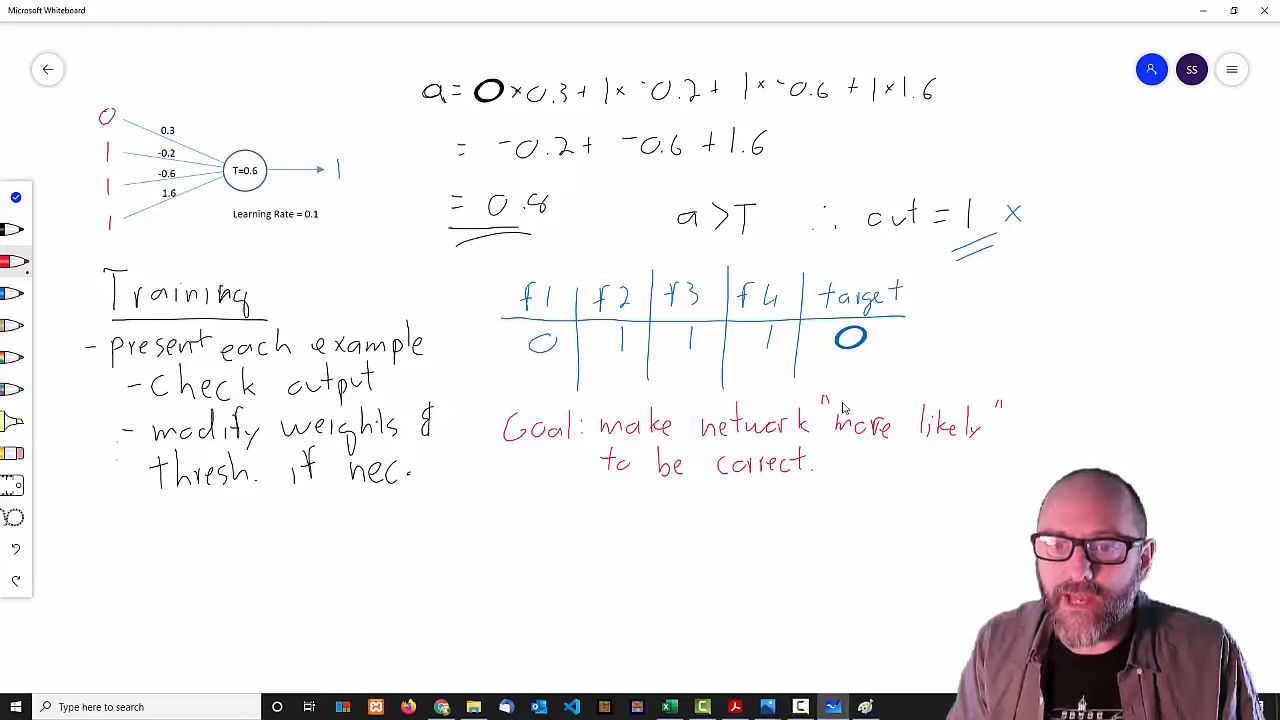 Microsoft Whiteboard
SS
a = 0 × 0.3 + 1 × -0.2 + 1 × -0.6 + 1 × 1.6
= -0.2 + -0.6 + 1.6
= 0.8
a > T ∴ out = 1 ×
0
1
1
1
0.3
-0.2
-0.6
1.6
T=0.6
1
Learning Rate = 0.1
Training
- present each example
- check output
- modify weights &
thresh. if nec.
f1 f2 f3 f4 target
0 1 1 1 0
Goal: make network "more likely"
to be correct.
Type here to search